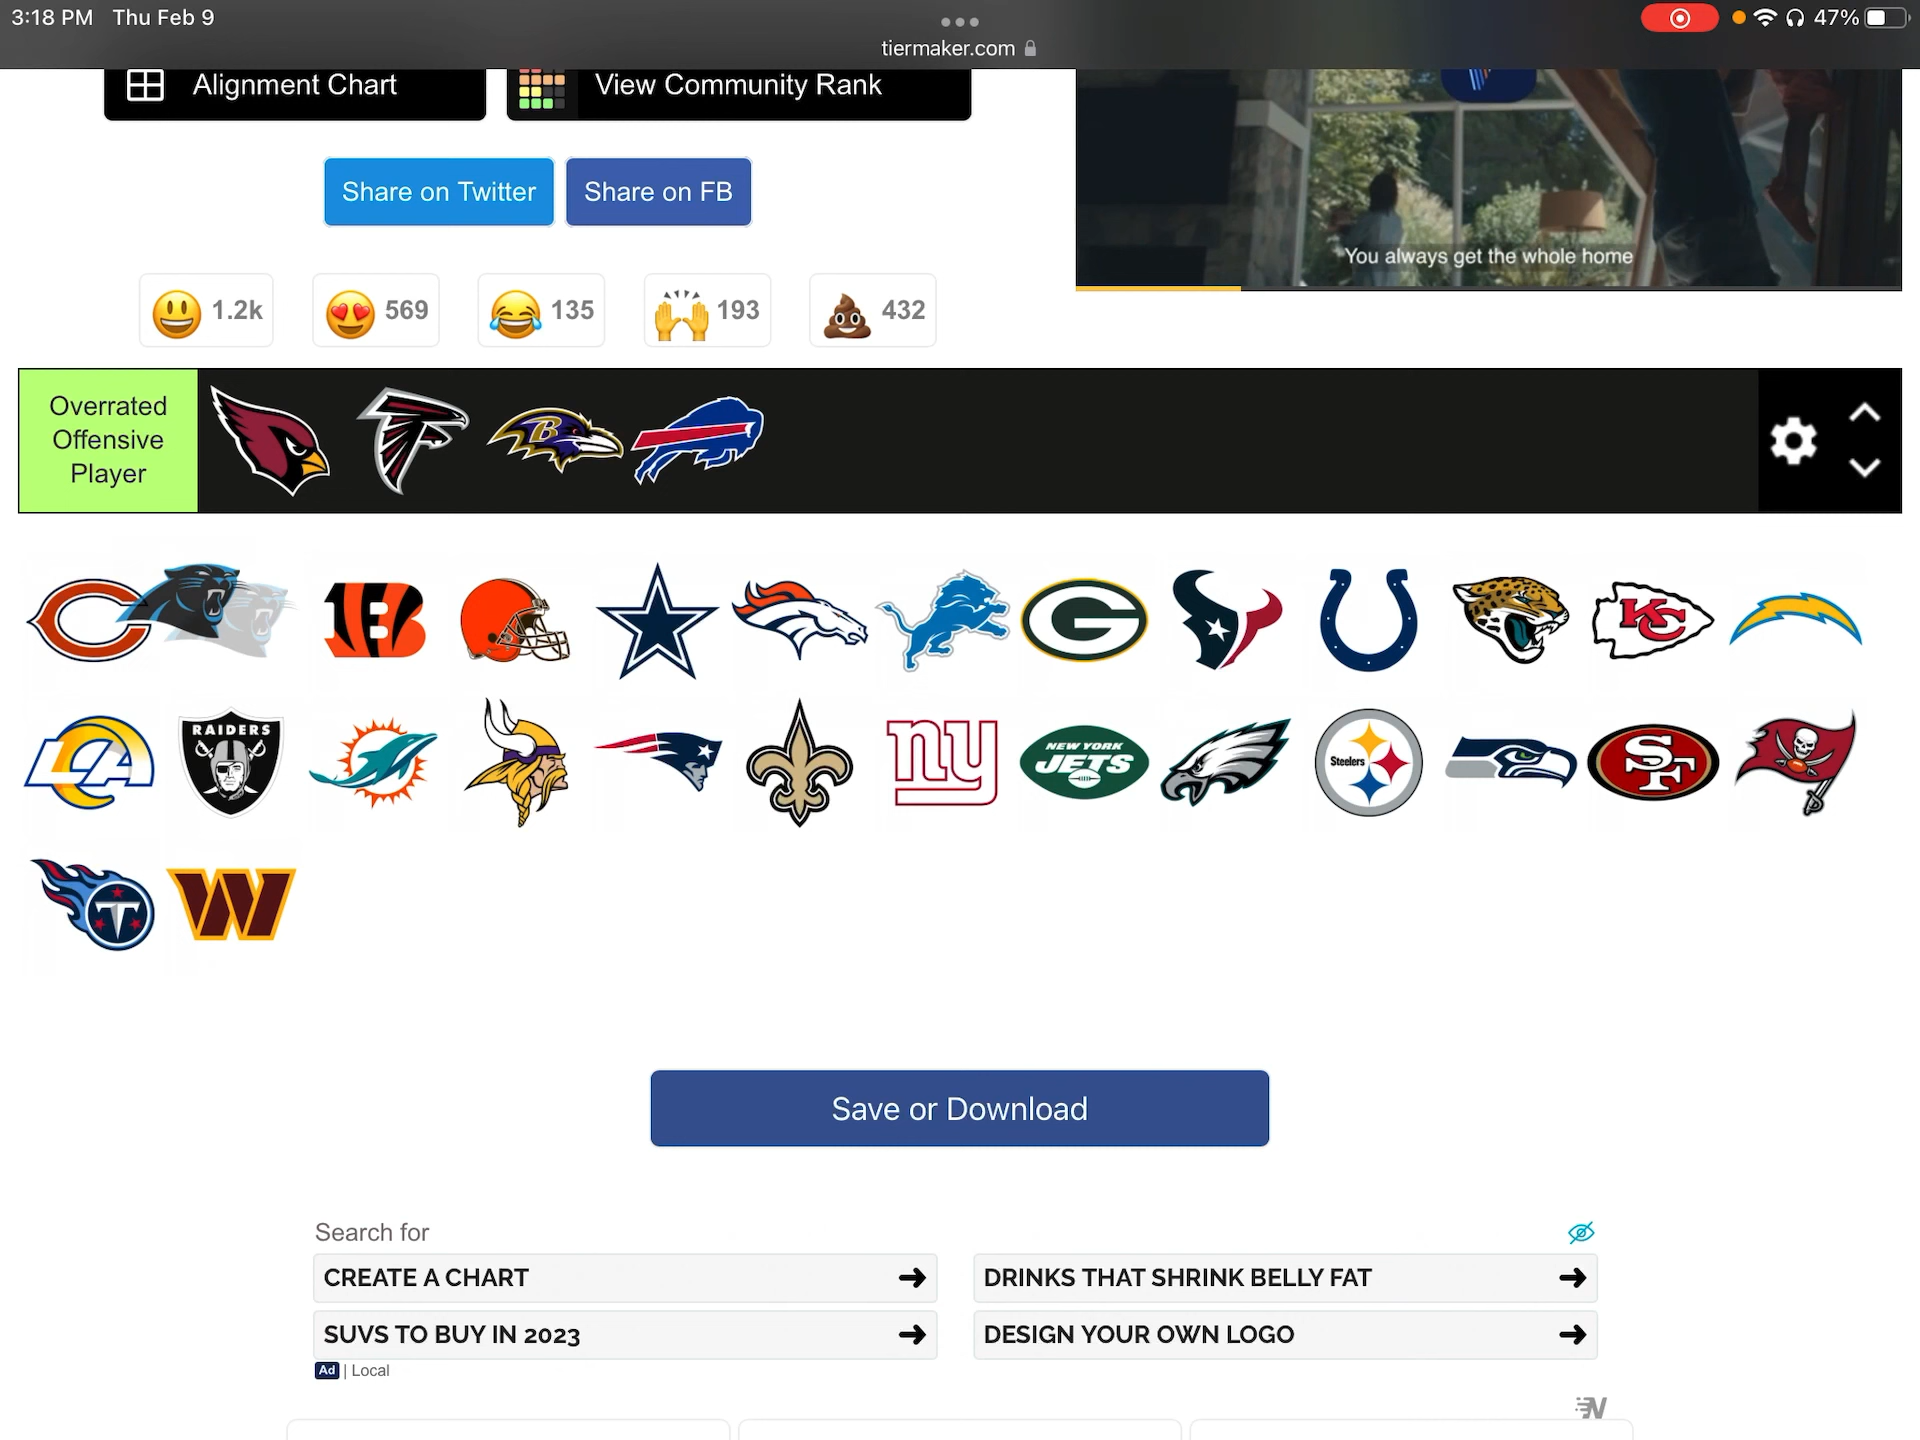 3:18 PM Thu Feb 9
47%
tiermaker.com
Alignment Chart
View Community Rank
Share on Twitter
Share on FB
You always get the whole home
1.2k
569
135
193
432
Overrated
Offensive
Player
B
B
G
KC
LA
RAIDERS
ny
NEW YORK
JETS
Steelers
SF
T
W
Save or Download
Search for
CREATE A CHART
DRINKS THAT SHRINK BELLY FAT
SUVS TO BUY IN 2023
DESIGN YOUR OWN LOGO
Ad | Local
N